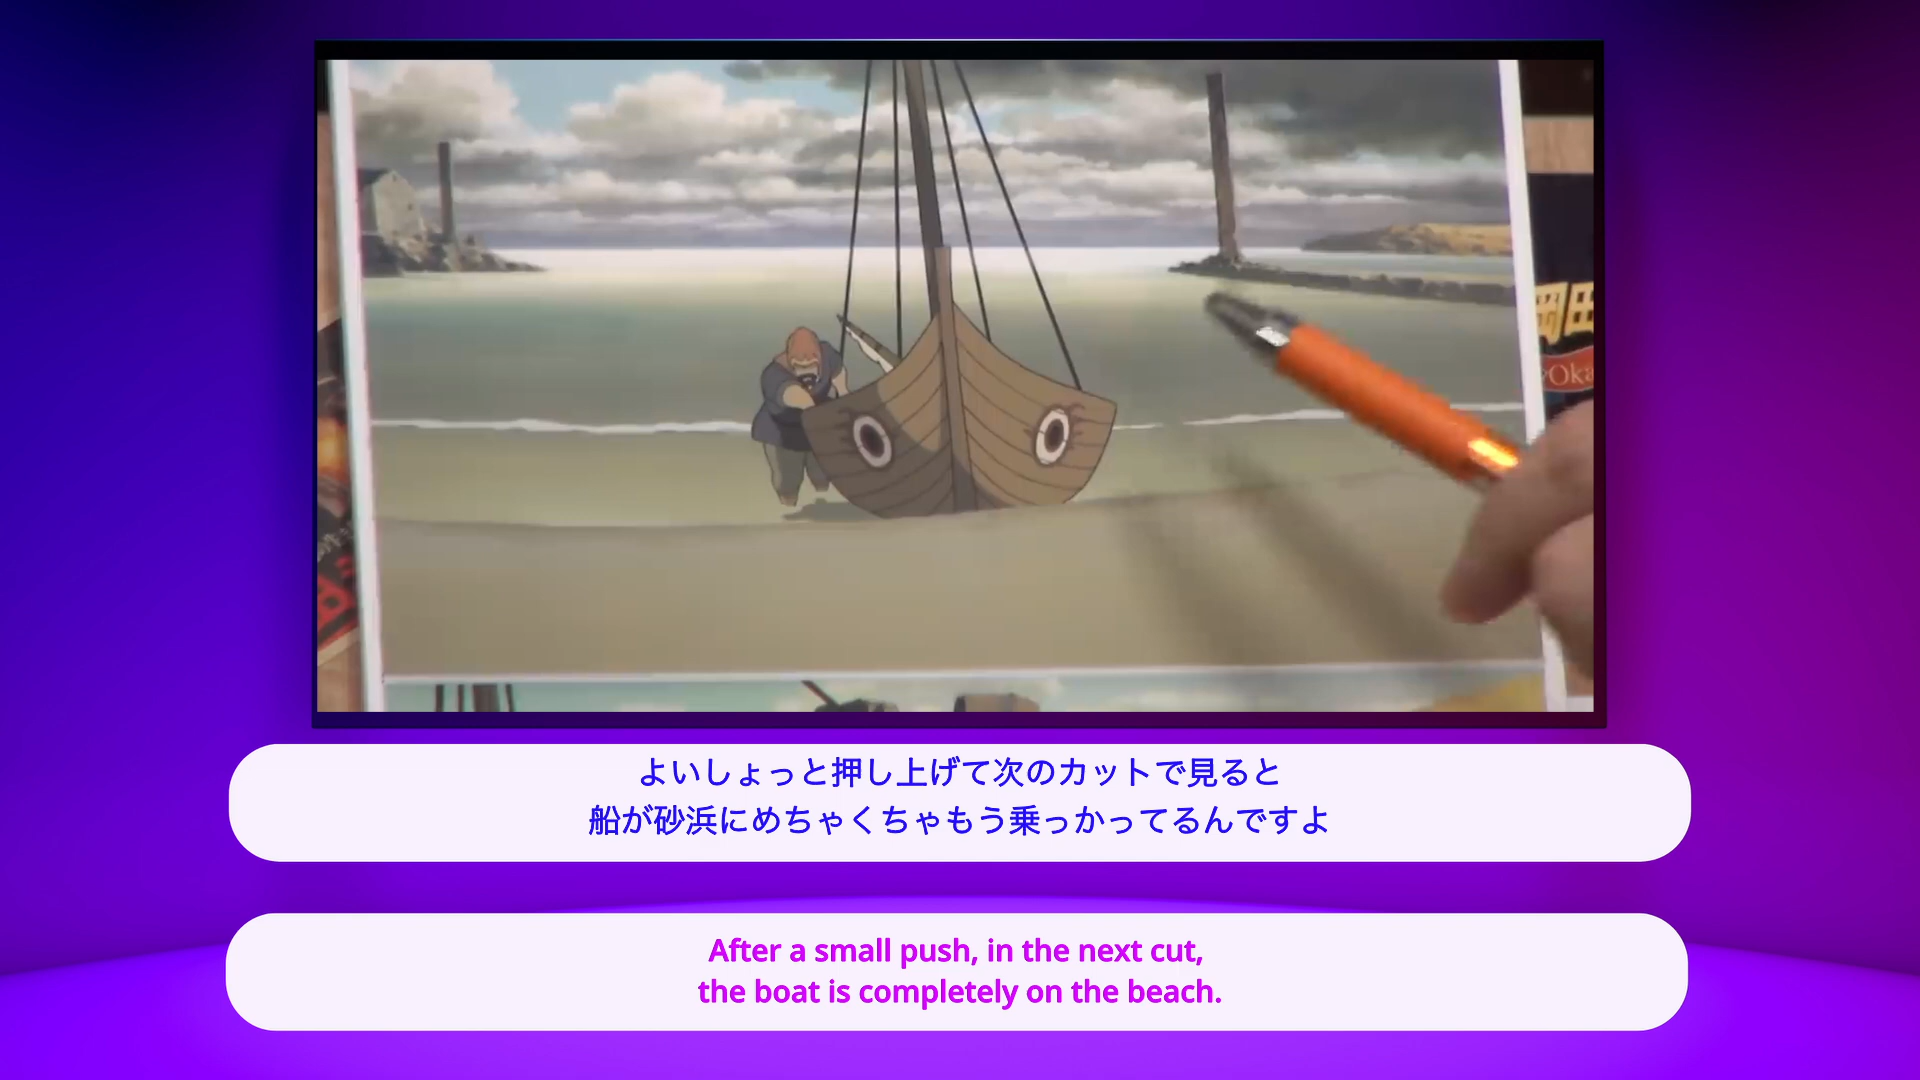 Oka
よいしょっと押し上げて次のカットで見ると
船が砂浜にめちゃくちゃもう乗っかってるんですよ
After a small push, in the next cut,
the boat is completely on the beach.